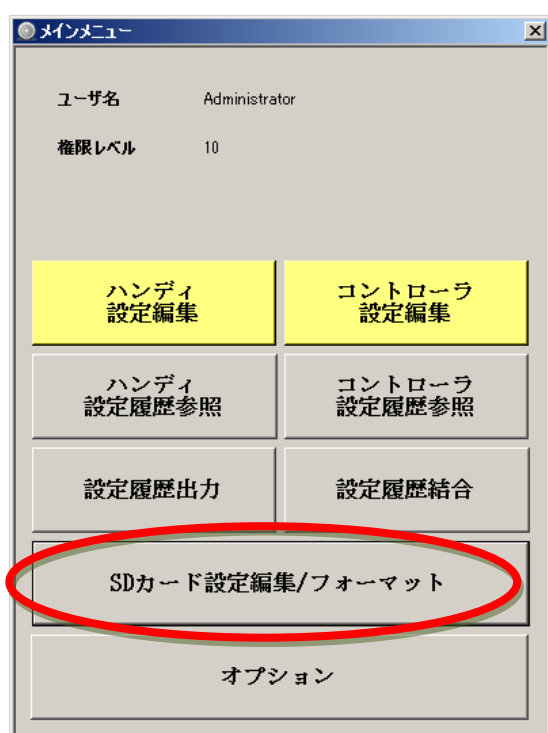 メインメニュー
ユーザ名 Administrator
権限レベル 10
ハンディ
設定編集
コントローラ
設定編集
ハンディ
設定履歴参照
コントローラ
設定履歴参照
設定履歴出力
設定履歴結合
SDカード設定編集/フォーマット
オプション